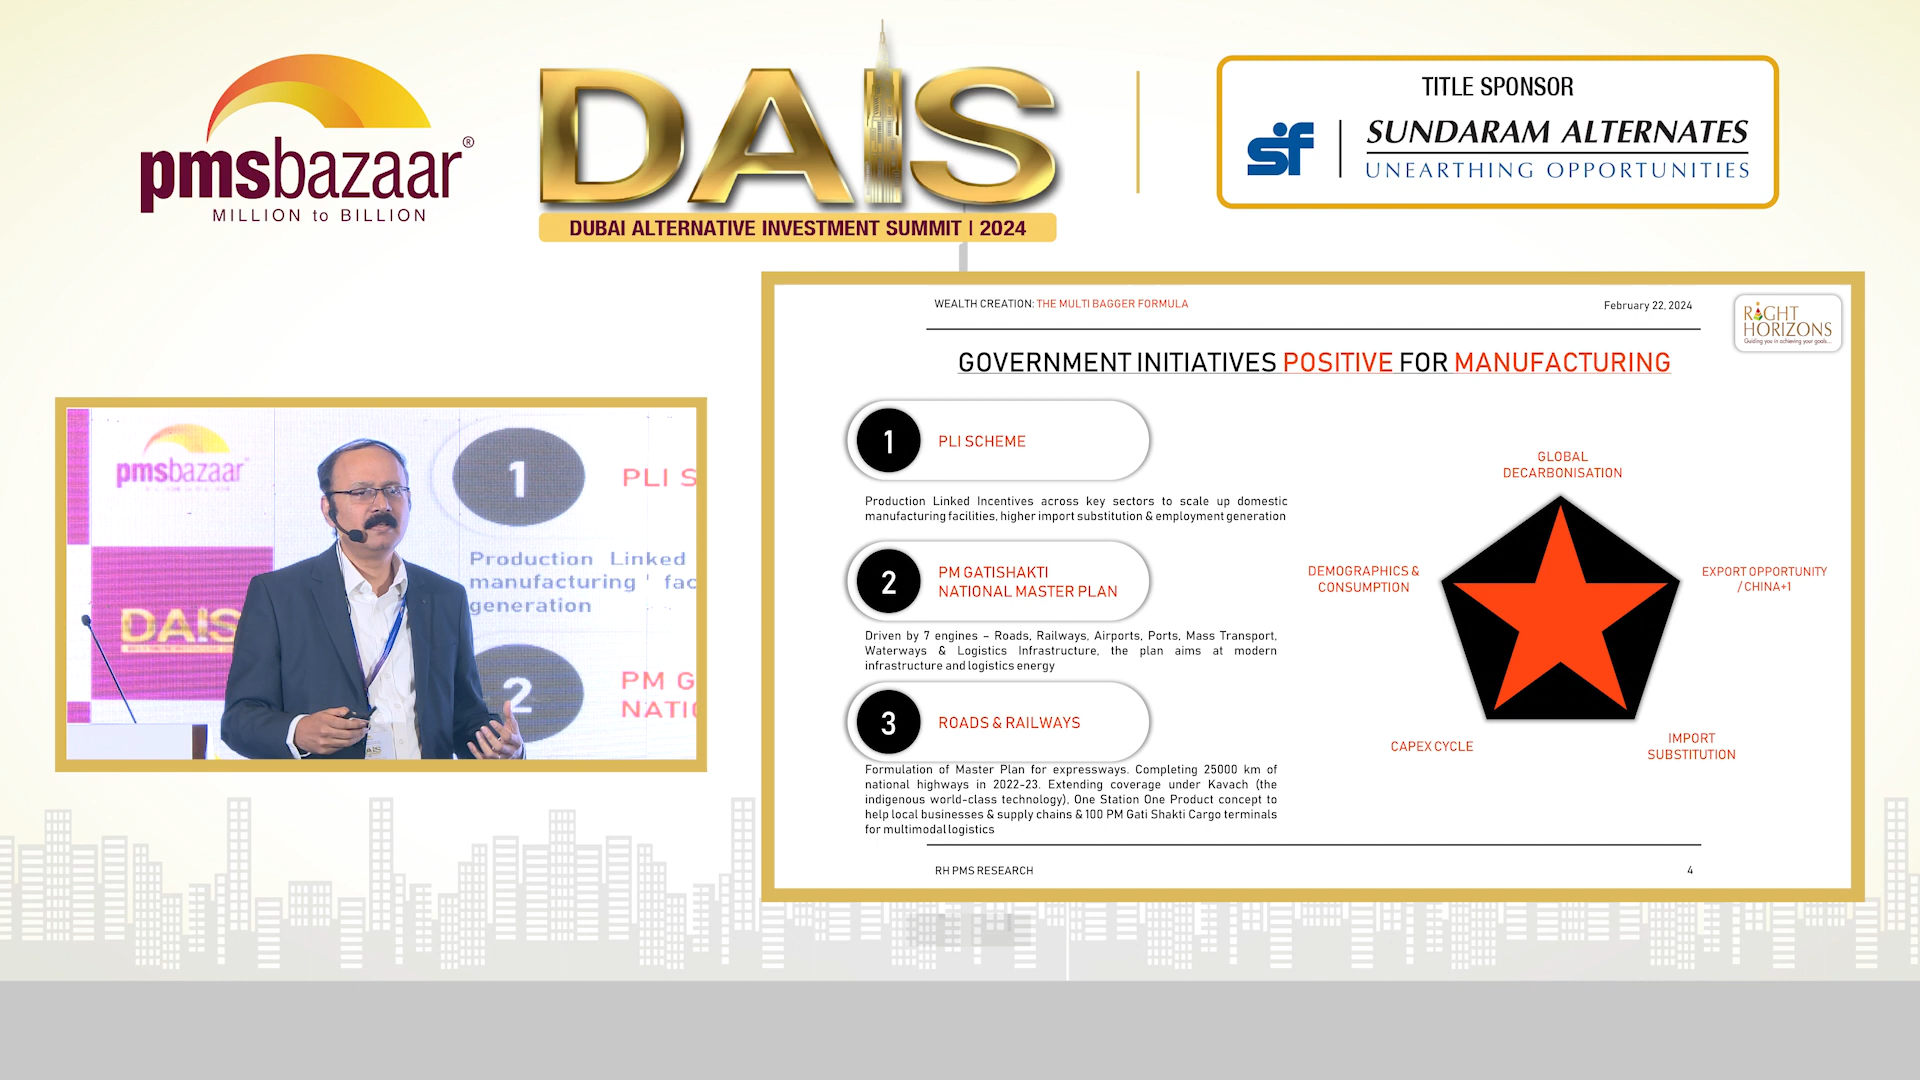 pmsbazaar®
MILLION to BILLION
DAIS
DUBAI ALTERNATIVE INVESTMENT SUMMIT | 2024
TITLE SPONSOR
sf
SUNDARAM ALTERNATES
UNEARTHING OPPORTUNITIES
WEALTH CREATION: THE MULTI BAGGER FORMULA
February 22, 2024
RIGHT
HORIZONS
Guiding you in achieving your goals...
GOVERNMENT INITIATIVES POSITIVE FOR MANUFACTURING
1
PLI SCHEME
Production Linked Incentives across key sectors to scale up domestic
manufacturing facilities, higher import substitution & employment generation
2
PM GATISHAKTI
NATIONAL MASTER PLAN
Driven by 7 engines – Roads, Railways, Airports, Ports, Mass Transport,
Waterways & Logistics Infrastructure, the plan aims at modern
infrastructure and logistics energy
3
ROADS & RAILWAYS
Formulation of Master Plan for expressways. Completing 25000 km of
national highways in 2022-23. Extending coverage under Kavach (the
indigenous world-class technology), One Station One Product concept to
help local businesses & supply chains & 100 PM Gati Shakti Cargo terminals
for multimodal logistics
GLOBAL
DECARBONISATION
DEMOGRAPHICS &
CONSUMPTION
EXPORT OPPORTUNITY
/ CHINA+1
CAPEX CYCLE
IMPORT
SUBSTITUTION
RH PMS RESEARCH
4
pmsbazaar
DAIS
1
PLI S
Production Linked
manufacturing fac
generation
2
PM G
NATI
DAIS